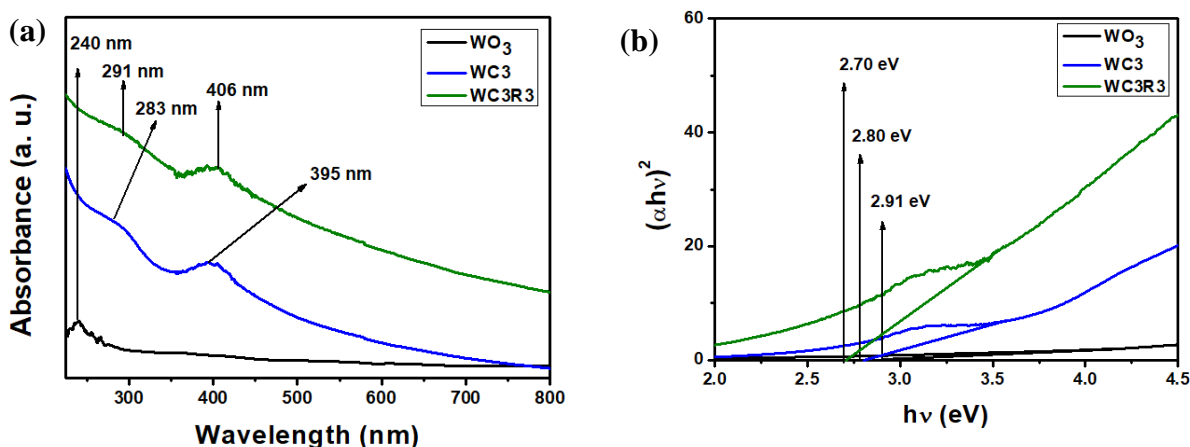 (a)
240 nm
291 nm
283 nm
406 nm
395 nm
WO₃
WC3
WC3R3
Absorbance (a. u.)
300 400 500 600 700 800
Wavelength (nm)
(b)
2.70 eV
2.80 eV
2.91 eV
WO₃
WC3
WC3R3
(αhν)²
60
40
20
0
2.0 2.5 3.0 3.5 4.0 4.5
hν (eV)